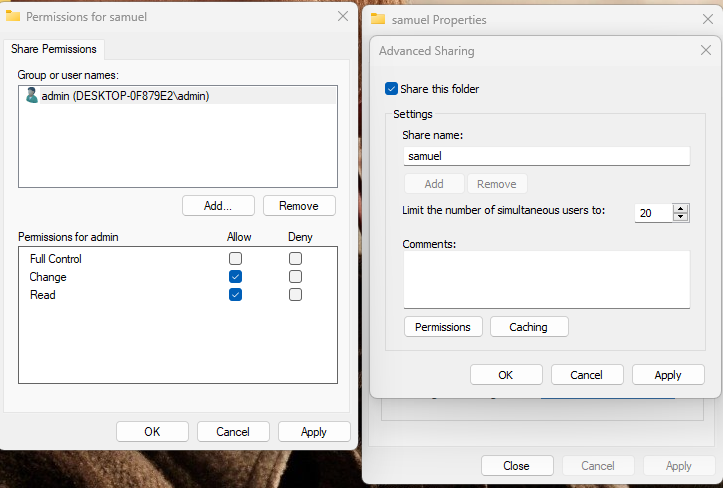 Permissions for samuel
Share Permissions
Group or user names:
admin (DESKTOP-0F879E2\admin)
Add...
Remove
Permissions for admin
Allow
Deny
Full Control
Change
Read
OK
Cancel
Apply
samuel Properties
Advanced Sharing
Share this folder
Settings
Share name:
samuel
Add
Remove
Limit the number of simultaneous users to:
20
Comments:
Permissions
Caching
OK
Cancel
Apply
Close
Cancel
Apply